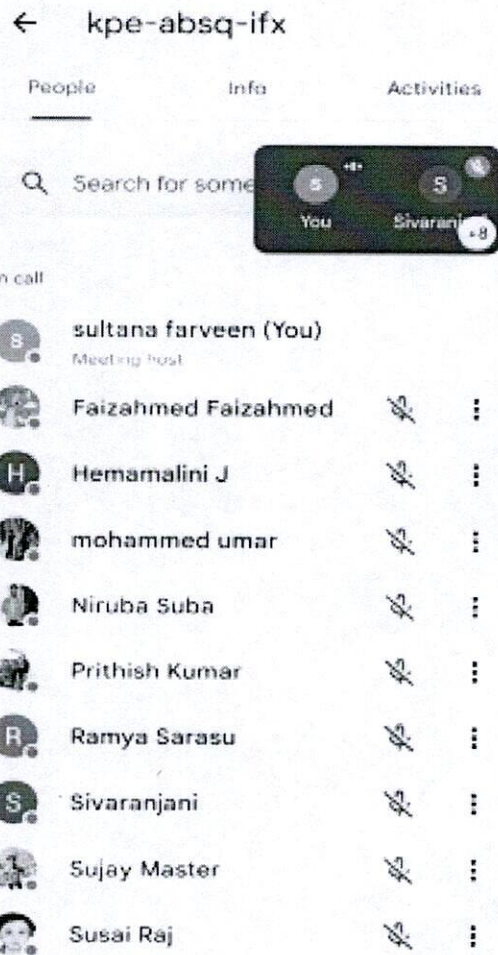 kpe-absq-ifx
People Info Activities
Search for some
S S
You Sivaranj
+8
n call
s sultana farveen (You)
Meeting host
Faizahmed Faizahmed
H Hemamalini J
mohammed umar
Niruba Suba
Prithish Kumar
R Ramya Sarasu
S Sivaranjani
Sujay Master
Susai Raj